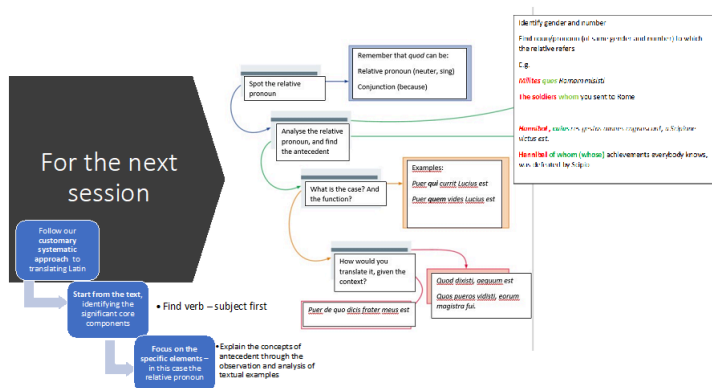 For the next
session
Follow our
customary
systematic
approach to
translating Latin
Start from the text,
identifying the
significant core
components
• Find verb – subject first
Focus on the
specific elements –
in this case the
relative pronoun
• Explain the concepts of
antecedent through the
observation and analysis of
textual examples
Spot the relative
pronoun
Remember that quod can be:
Relative pronoun (neuter, sing)
Conjunction (because)
Analyse the relative
pronoun, and find
the antecedent
Identify gender and number
Find noun/pronoun (of same gender and number) to which
the relative refers
E.g.
Milites quos Romam misisti
The soldiers whom you sent to Rome
Hannibal, cuius res gestas omnes a Scipione
victus est.
Hannibal of whom (whose) achievements everybody knows,
was defeated by Scipio
What is the case? And
the function?
Examples:
Puer qui currit Lucius est
Puer quem vides Lucius est
How would you
translate it, given the
context?
Quod dixisti, aequum est
Quos pueros vidisti, eorum
magistra fui.
Puer de quo dicis frater meus est